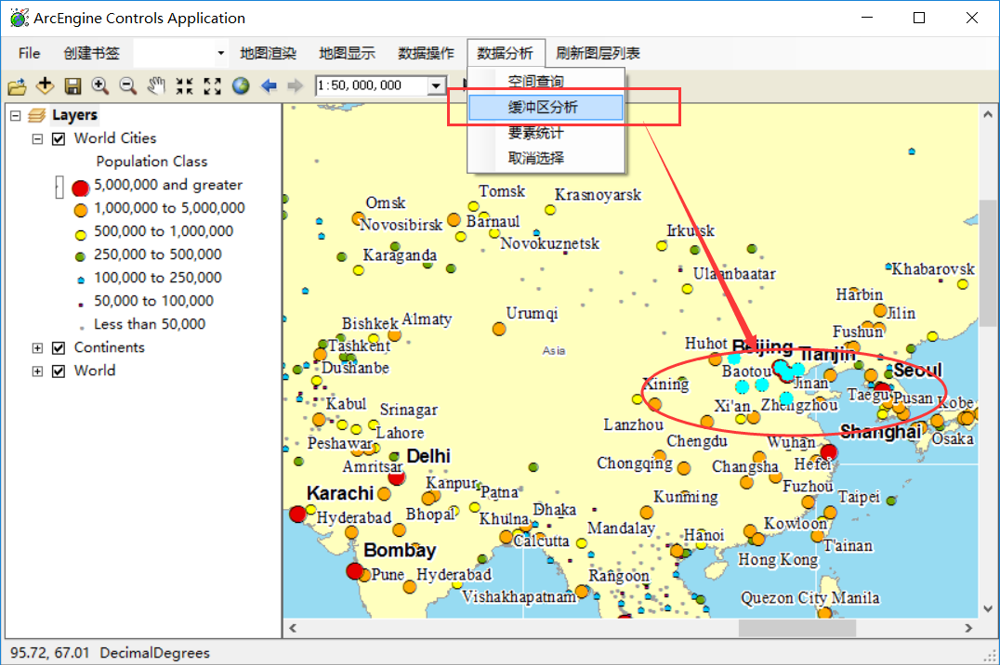 ArcEngine Controls Application
File 创建书签 地图渲染 地图显示 数据操作 数据分析 刷新图层列表
1:50,000,000
空间查询
缓冲区分析
要素统计
取消选择
Layers
World Cities
Population Class
5,000,000 and greater
1,000,000 to 5,000,000
500,000 to 1,000,000
250,000 to 500,000
100,000 to 250,000
50,000 to 100,000
Less than 50,000
Continents
World
Omsk
Tomsk
Krasnoyarsk
Novosibirsk
Barnaul
Novokuznetsk
Irkutsk
Karaganda
Ulaanbaatar
Khabarovsk
Harbin
Jilin
Urumqi
Bishkek
Almaty
Fushun
Tashkent
Asia
Huhot
Beijing
Tianjin
Dushanbe
Baotou
Seoul
Xining
Jinan
Kabul
Srinagar
Xi'an
Zhengzhou
Taegu
Pusan
Kobe
Lahore
Lanzhou
Shanghai
Osaka
Peshawar
Chengdu
Wuhan
Amritsar
Delhi
Chongqing
Changsha
Hefei
Karachi
Kanpur
Patna
Kunming
Fuzhou
Taipei
Hyderabad
Bhopal
Khulna
Dhaka
Mandalay
Hanoi
Kowloon
Calcutta
T'ainan
Bombay
Hong Kong
Pune
Hyderabad
Rangoon
Vishakhapatnam
Quezon City
Manila
95.72, 67.01 DecimalDegrees